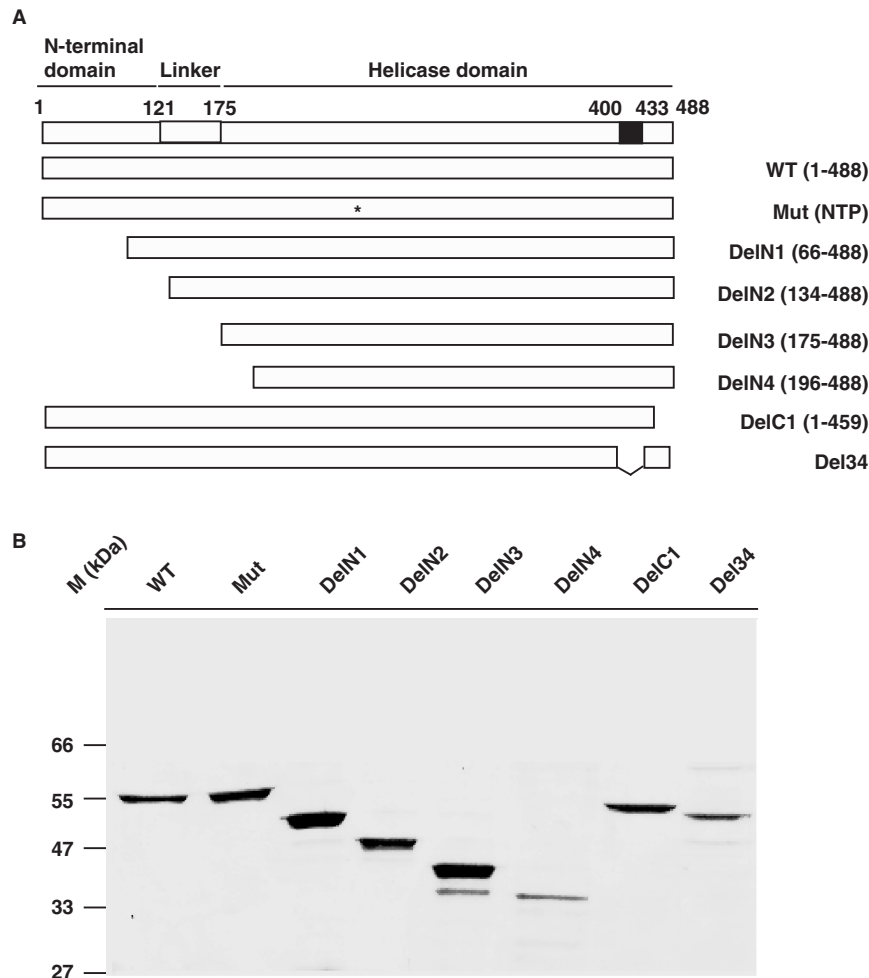 A
N-terminal
domain Linker Helicase domain
1 121 175 400 433 488
WT (1-488)
*
Mut (NTP)
DelN1 (66-488)
DelN2 (134-488)
DelN3 (175-488)
DelN4 (196-488)
DelC1 (1-459)
Del34
B
M (kDa) WT Mut DelN1 DelN2 DelN3 DelN4 DelC1 Del34
66
55
47
33
27